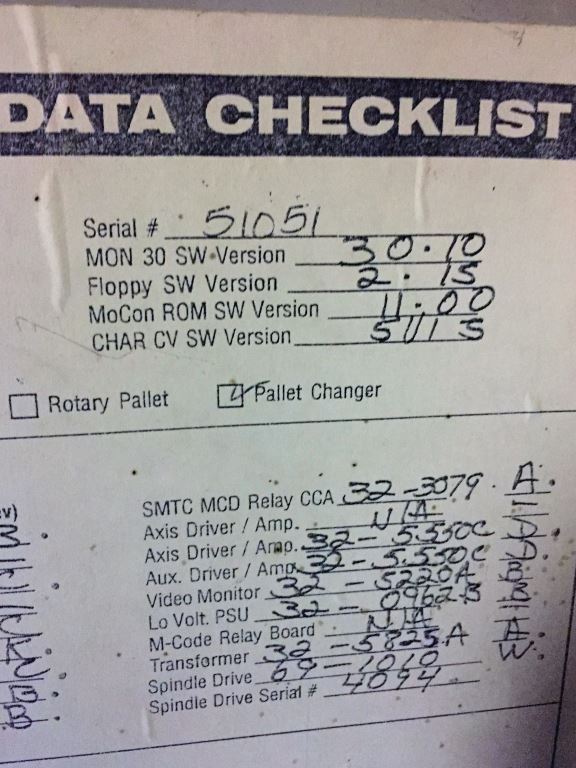 DATA CHECKLIST
Serial # 51051
MON 30 SW Version 30.10
Floppy SW Version 2.15
MoCon ROM SW Version 11.00
CHAR CV SW Version
Rotary Pallet Pallet Changer
SMTC MCD Relay CCA 32-3079. A.
Axis Driver / Amp. N/A
Axis Driver / Amp. 32-5550C
Aux. Driver / Amp. 32-5550C
Video Monitor 32-5220A
Lo Volt. PSU 32-0962B
M-Code Relay Board N/A
Transformer 32-5825A
Spindle Drive 69-1010
Spindle Drive Serial # 4094